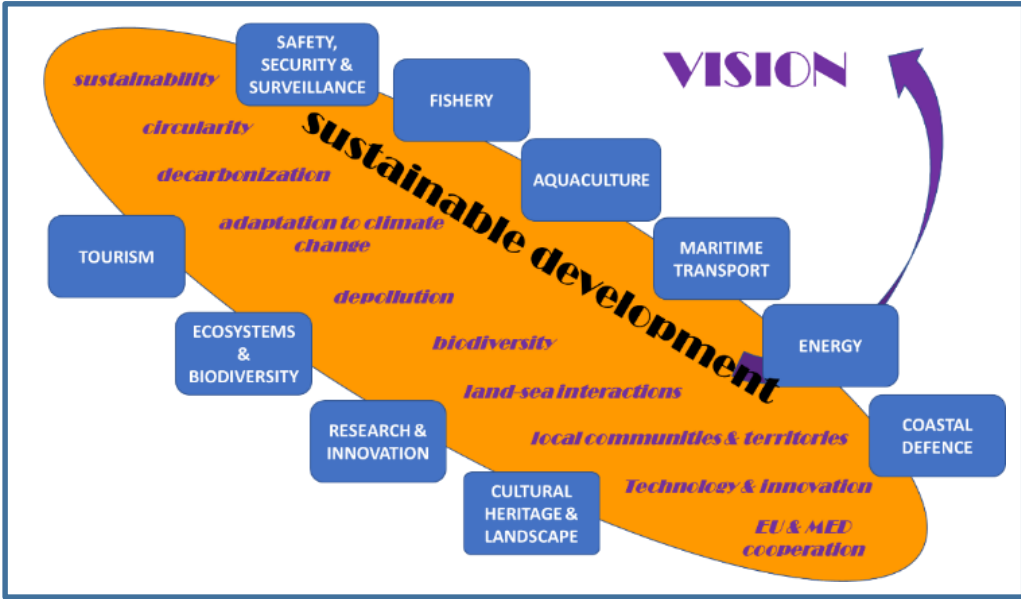 SAFETY,
SECURITY &
SURVEILLANCE
VISION
sustainability
FISHERY
circularity
sustainable development
decarbonization
AQUACULTURE
adaptation to climate
change
TOURISM
MARITIME
TRANSPORT
depollution
ECOSYSTEMS
&
BIODIVERSITY
biodiversity
ENERGY
land-sea interactions
RESEARCH &
INNOVATION
local communities & territories
COASTAL
DEFENCE
CULTURAL
HERITAGE &
LANDSCAPE
Technology & innovation
EU & MED
cooperation